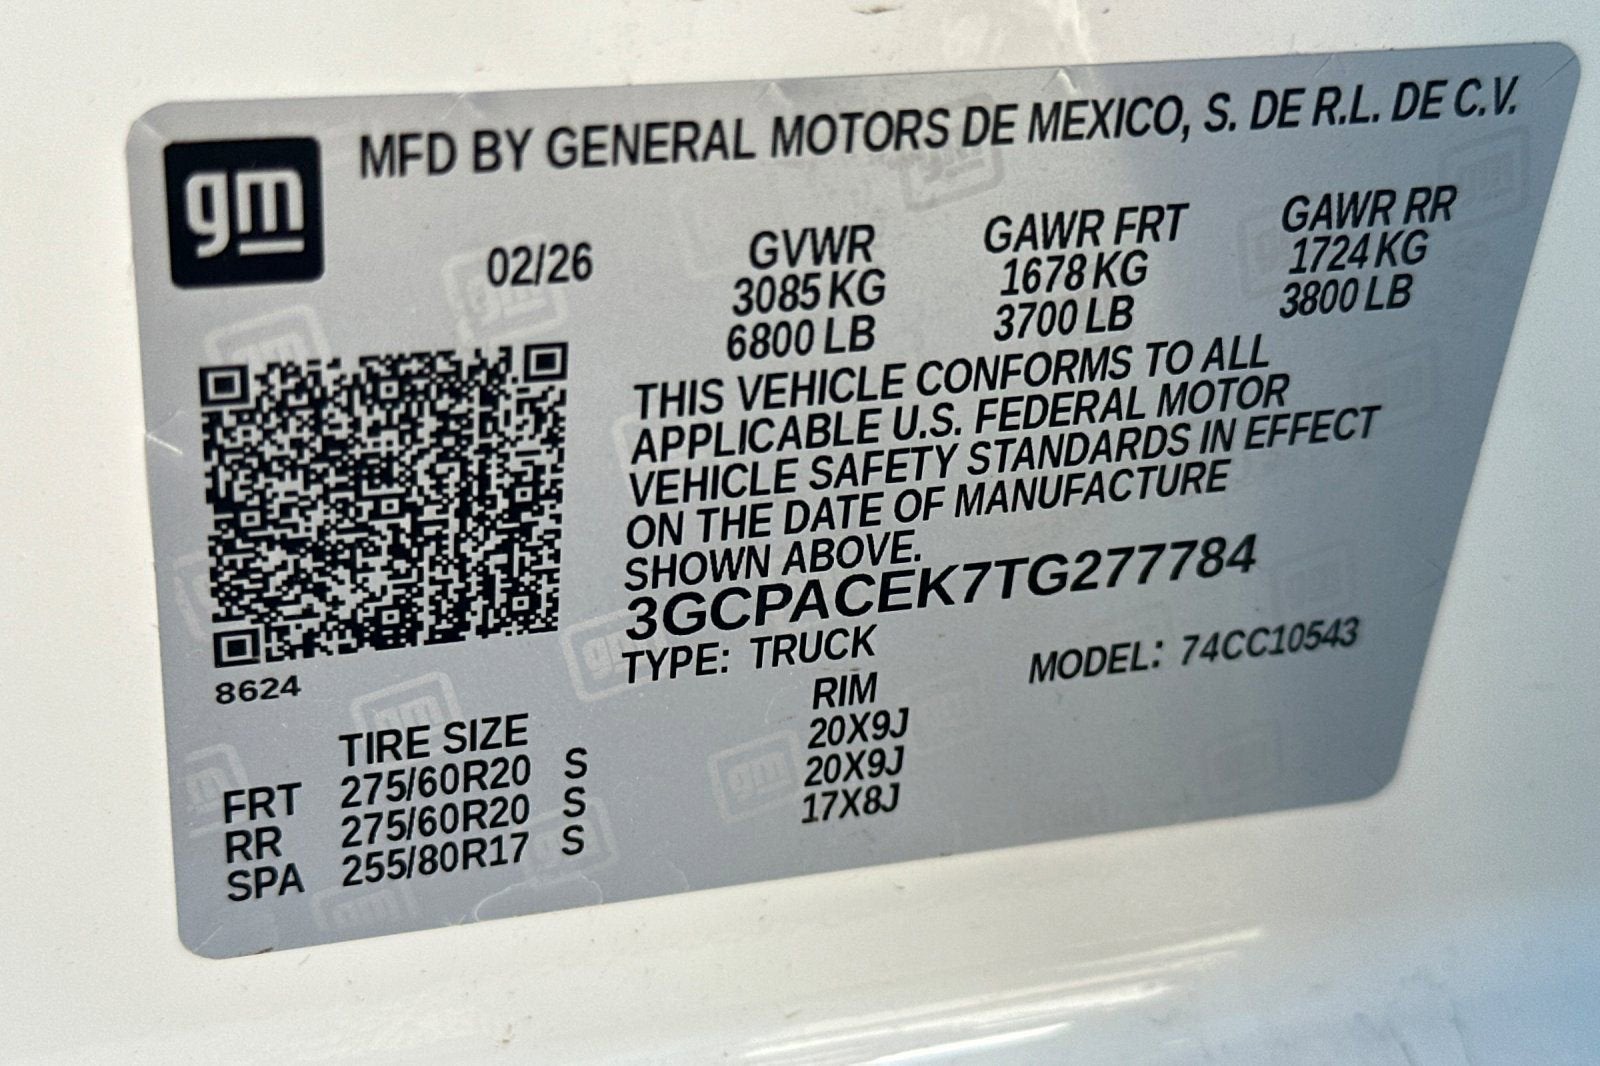 gm
MFD BY GENERAL MOTORS DE MEXICO, S. DE R.L. DE C.V.
02/26 GVWR GAWR FRT GAWR RR
3085 KG 1678 KG 1724 KG
6800 LB 3700 LB 3800 LB
THIS VEHICLE CONFORMS TO ALL
APPLICABLE U.S. FEDERAL MOTOR
VEHICLE SAFETY STANDARDS IN EFFECT
ON THE DATE OF MANUFACTURE
SHOWN ABOVE.
3GCPACEK7TG277784
TYPE: TRUCK MODEL: 74CC10543
8624
TIRE SIZE RIM
FRT 275/60R20 S 20X9J
RR 275/60R20 S 20X9J
SPA 255/80R17 S 17X8J